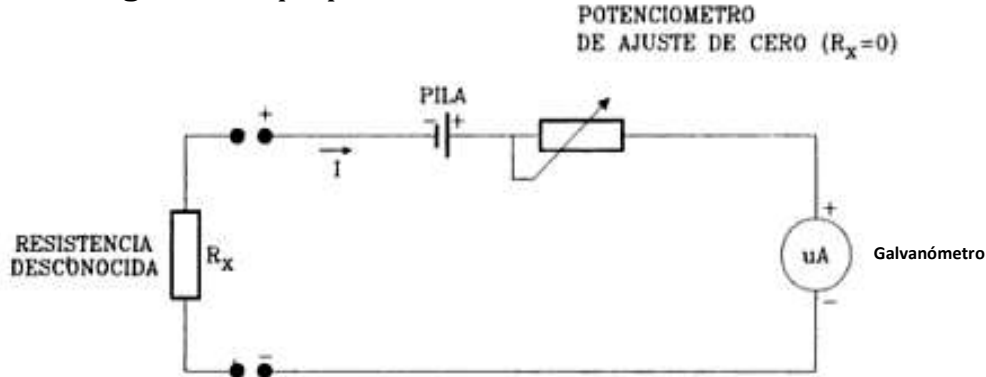 POTENCIOMETRO
DE AJUSTE DE CERO (Rx=0)
PILA
+
- +
I
RESISTENCIA
DESCONOCIDA
Rx
+
uA
Galvanómetro
-
-